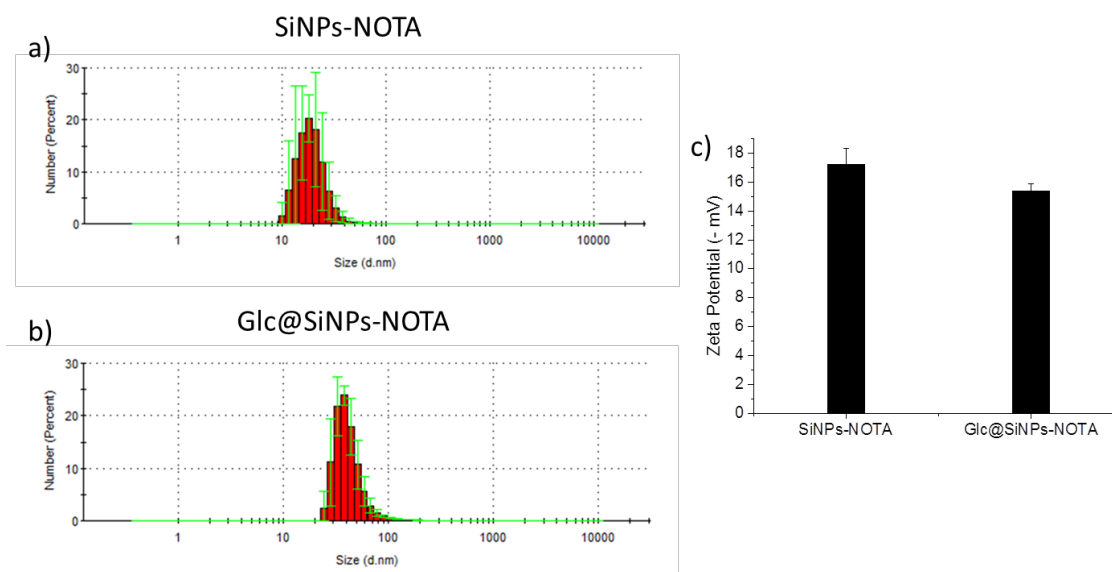 SiNPs-NOTA
a)
30
20
10
0
Number (Percent)
1 10 100 1000 10000
Size (d.nm)
Glc@SiNPs-NOTA
b)
30
20
10
0
Number (Percent)
1 10 100 1000 10000
Size (d.nm)
c)
18
16
14
12
10
8
6
4
2
0
Zeta Potential (- mV)
SiNPs-NOTA Glc@SiNPs-NOTA